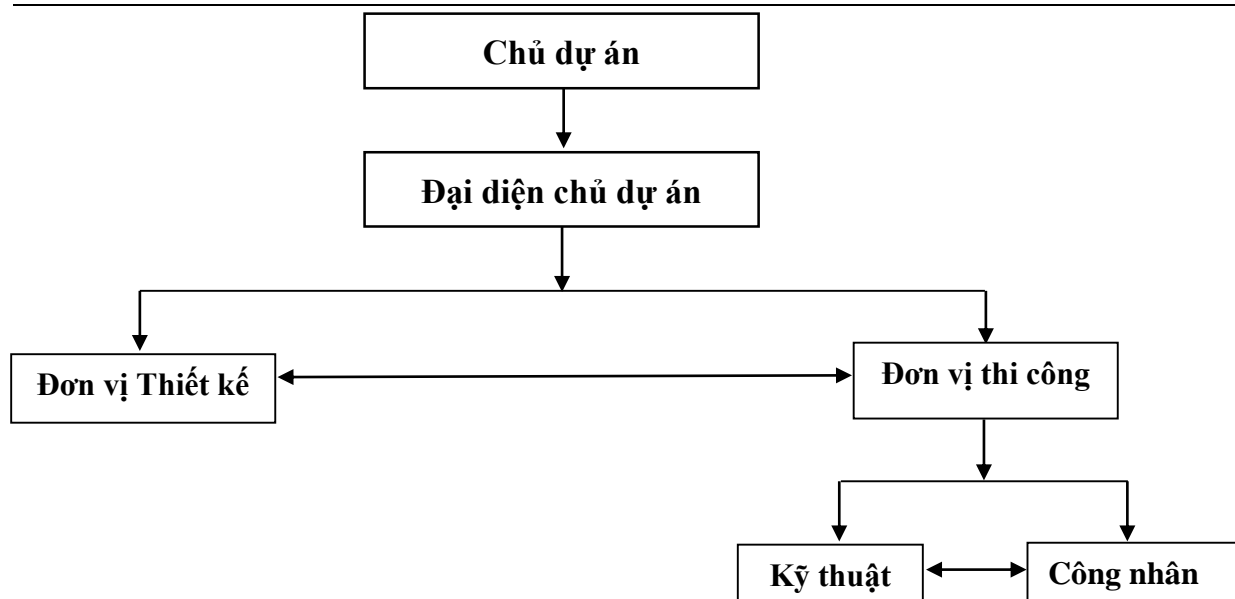 Chủ dự án
Đại diện chủ dự án
Đơn vị Thiết kế
Đơn vị thi công
Kỹ thuật
Công nhân